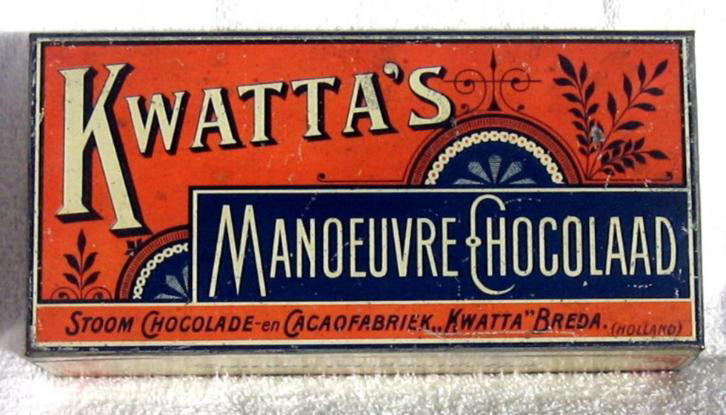 KWATTA'S
MANOEUVRE CHOCOLAAD
STOOM CHOCOLADE-en CACAOFABRIEK „KWATTA" BREDA. (HOLLAND)